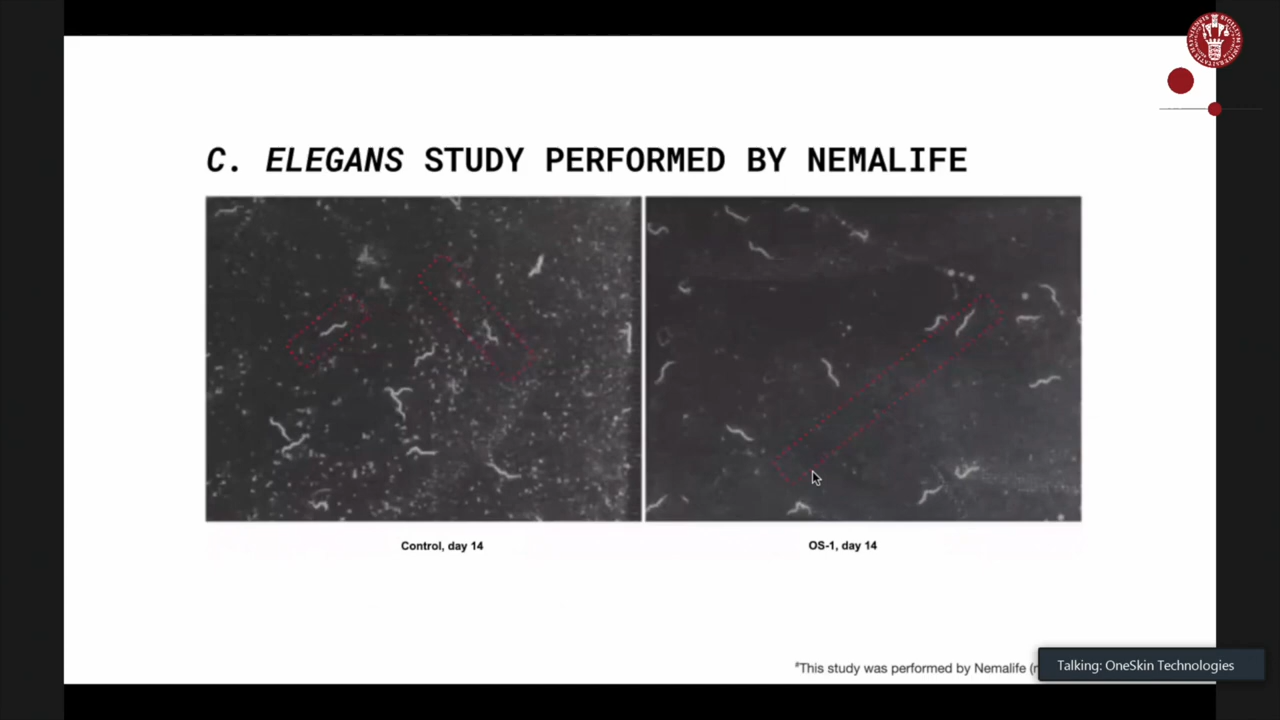 C. ELEGANS STUDY PERFORMED BY NEMALIFE
Control, day 14
OS-1, day 14
#This study was performed by Nemalife
Talking: OneSkin Technologies